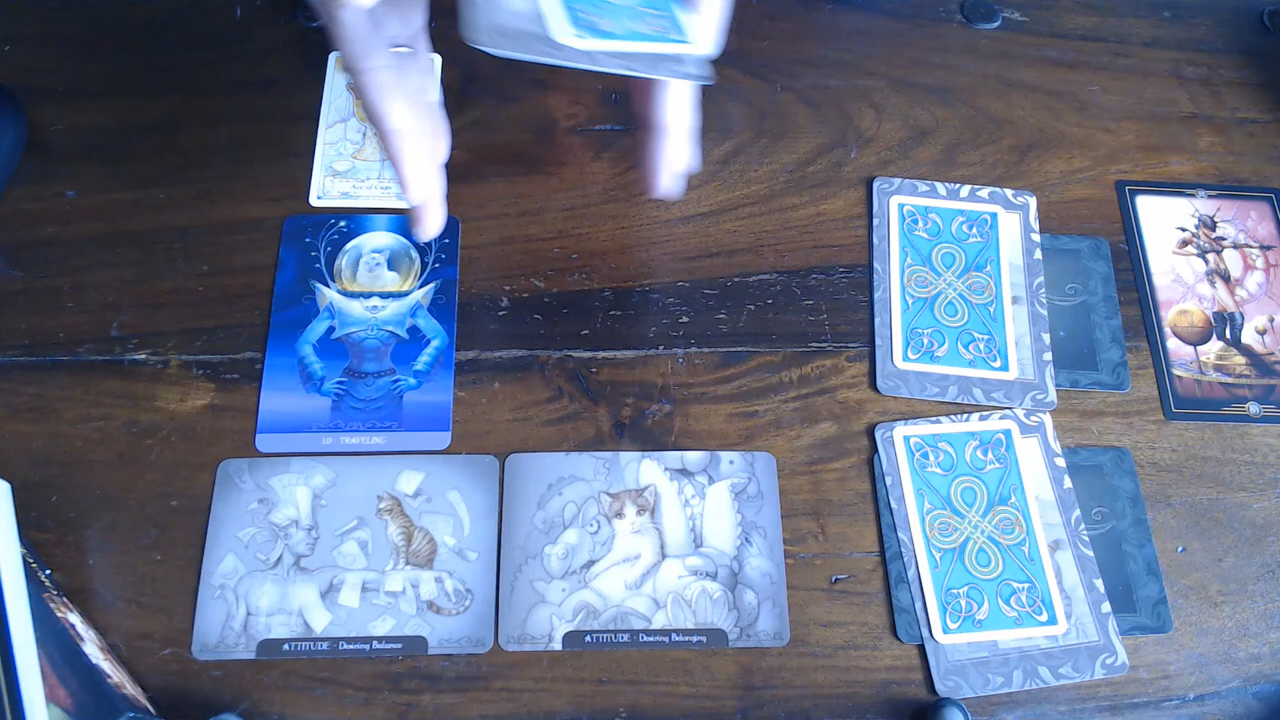 Ace of Cups
10 - TRAVELING
ATTITUDE - Desiring Balance
ATTITUDE - Desiring Belonging